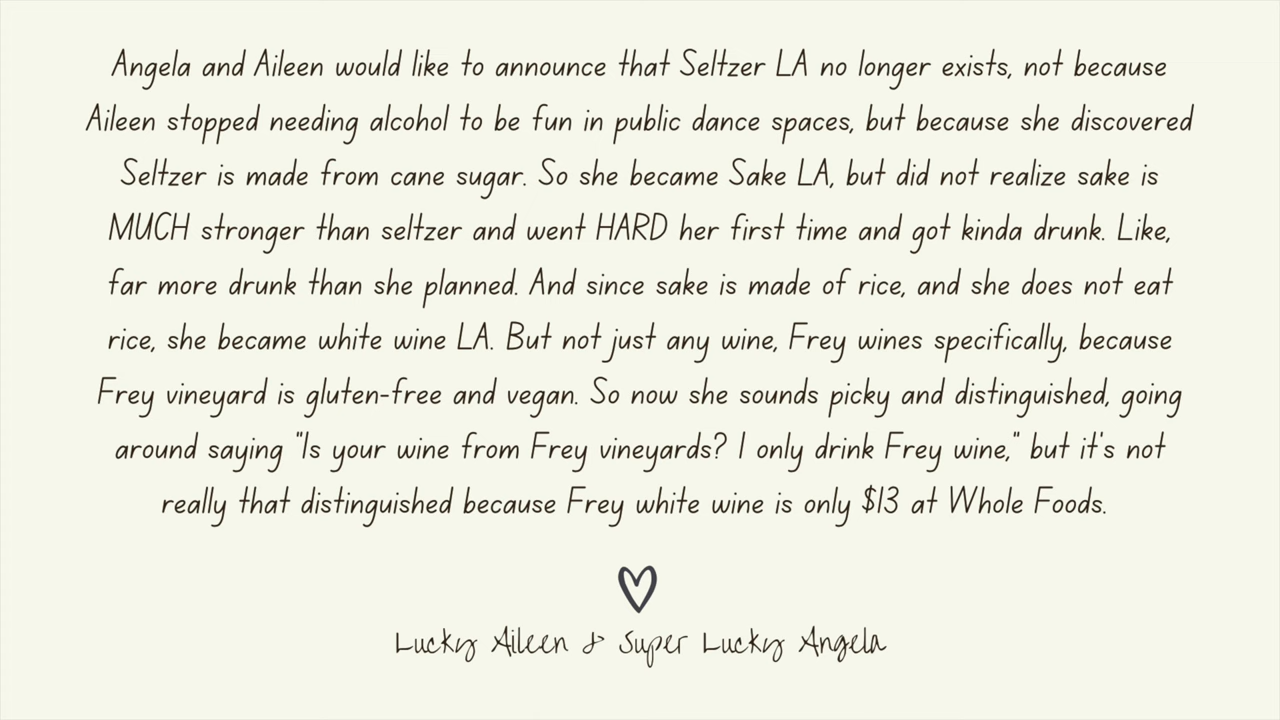 Angela and Aileen would like to announce that Seltzer LA no longer exists, not because
Aileen stopped needing alcohol to be fun in public dance spaces, but because she discovered
Seltzer is made from cane sugar. So she became Sake LA, but did not realize sake is
MUCH stronger than seltzer and went HARD her first time and got kinda drunk. Like,
far more drunk than she planned. And since sake is made of rice, and she does not eat
rice, she became white wine LA. But not just any wine, Frey wines specifically, because
Frey vineyard is gluten-free and vegan. So now she sounds picky and distinguished, going
around saying "Is your wine from Frey vineyards? I only drink Frey wine," but it's not
really that distinguished because Frey white wine is only $13 at Whole Foods.
Lucky Aileen & Super Lucky Angela